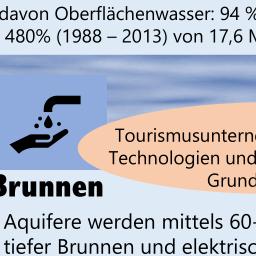 davon Oberflächenwasser: 94 %
480% (1988 – 2013) von 17,6 M
Tourismusunterne
Technologien und
Grund
Brunnen
Aquifere werden mittels 60-
tiefer Brunnen und elektrisc